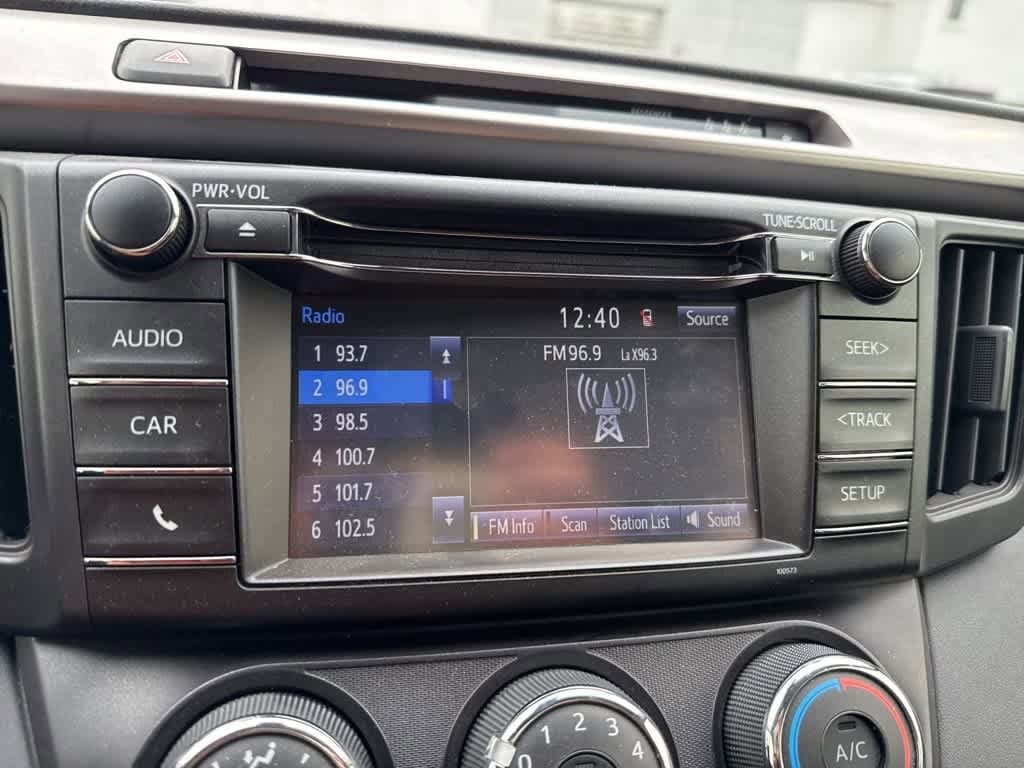 PWR·VOL
TUNE·SCROLL
AUDIO
CAR
Radio
12:40
Source
1 93.7
2 96.9
3 98.5
4 100.7
5 101.7
6 102.5
FM96.9 La X96.3
FM Info
Scan
Station List
Sound
SEEK>
<TRACK
SETUP
100573
0 1 2 3 4
A/C